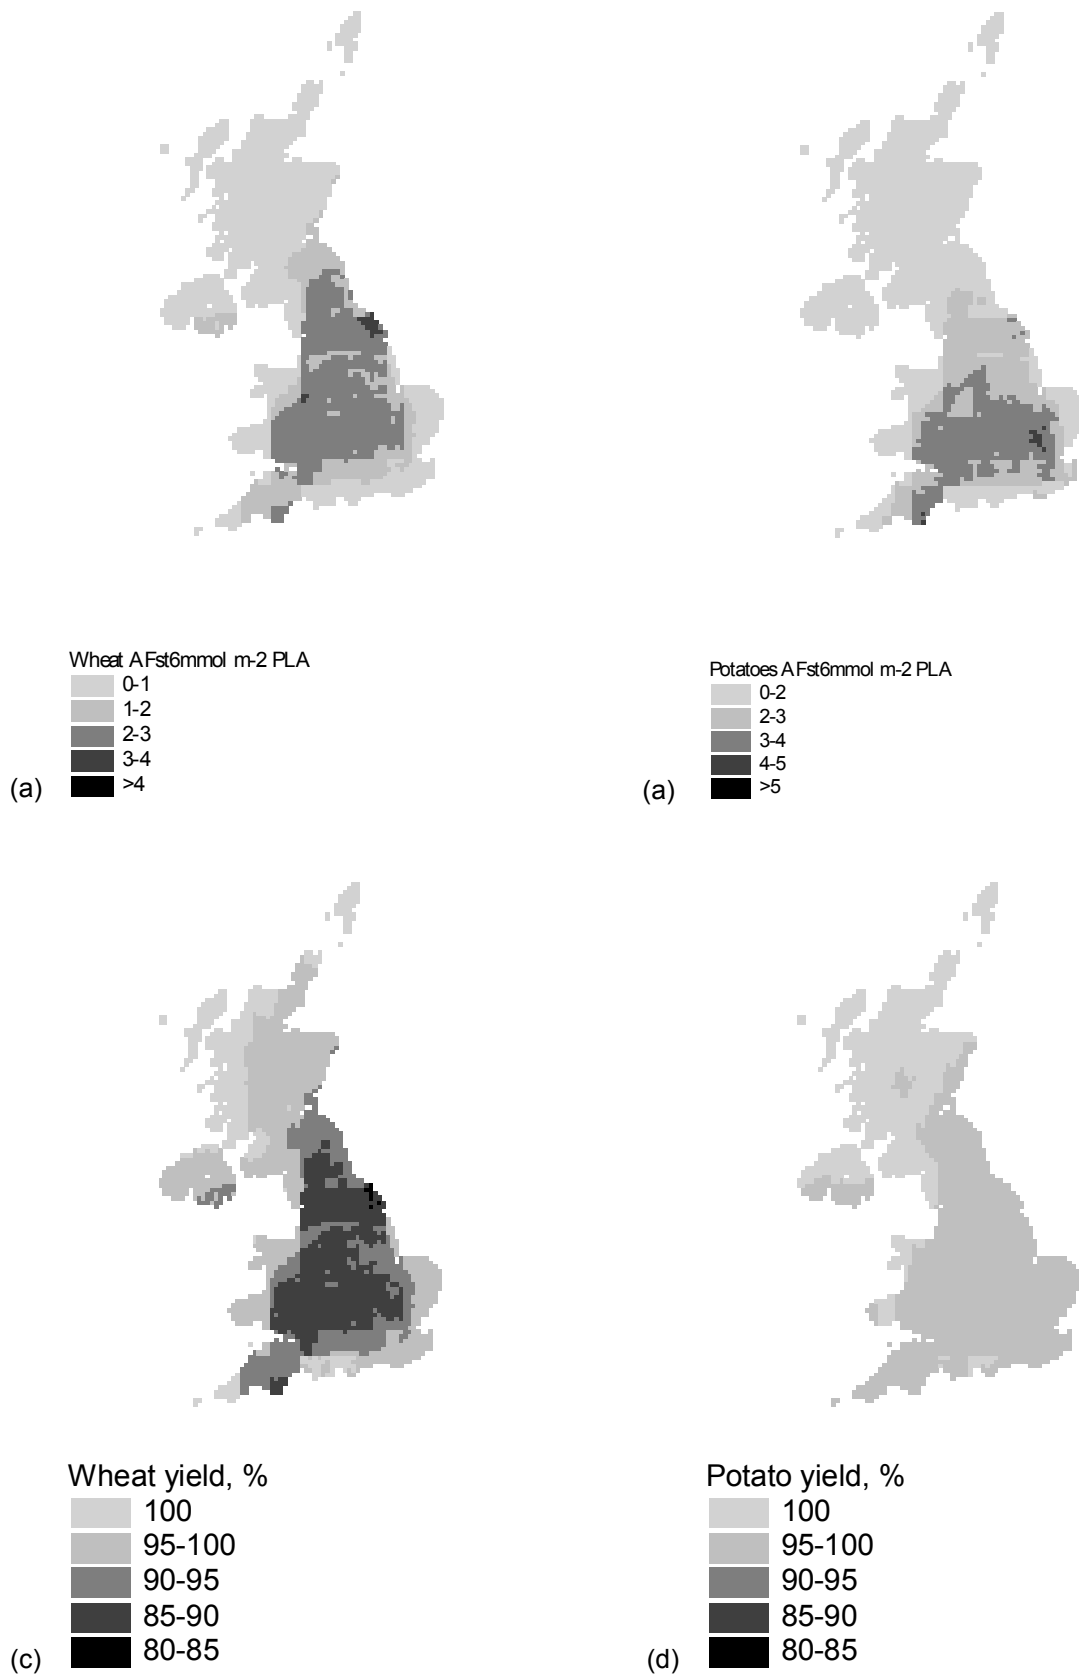 Wheat AFst6mmol m-2 PLA
0-1
1-2
2-3
3-4
>4
(a)
Potatoes AFst6mmol m-2 PLA
0-2
2-3
3-4
4-5
>5
(a)
Wheat yield, %
100
95-100
90-95
85-90
80-85
(c)
Potato yield, %
100
95-100
90-95
85-90
80-85
(d)